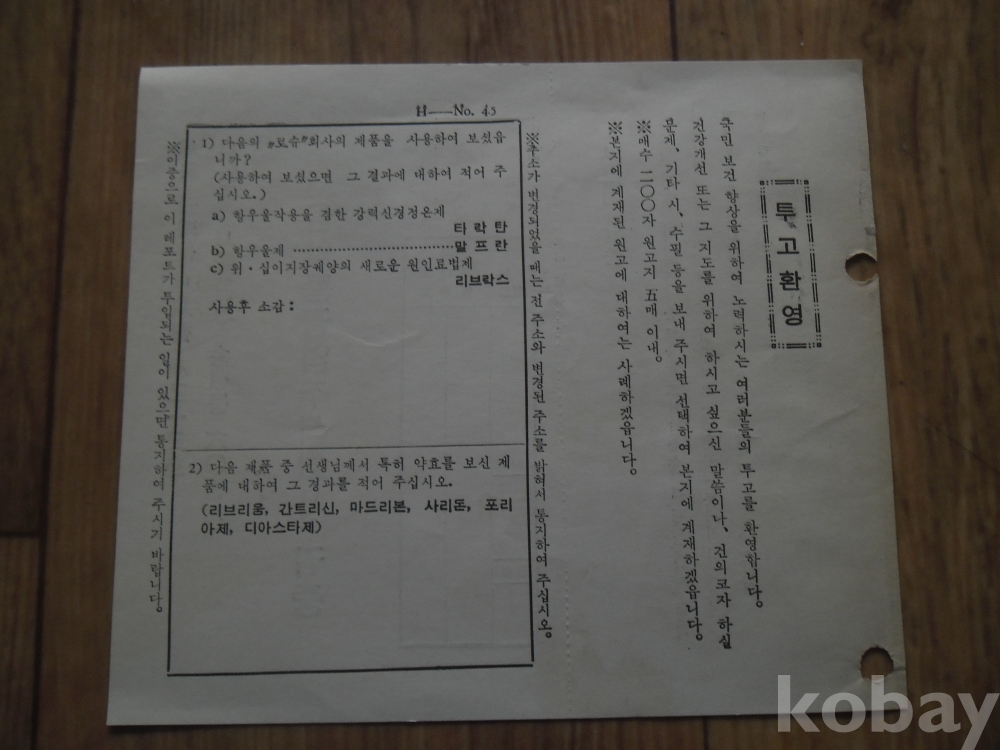 투고환영
국민 보건 향상을 위하여 노력하시는 여러분들의 투고를 환영합니다.
건강개선 또는 그 지도를 위하여 하시고 싶으신 말씀이나, 건의코자 하실
문제, 기타 시, 수필 등을 보내 주시면 선택하여 본지에 게재하겠읍니다.
※매수 二○○자 원고지 五매 이내.
※본지에 게재된 원고에 대하여는 사례하겠읍니다.
※주소가 변경되었을 때는 전 주소와 변경된 주소를 밝혀서 통지하여 주십시오.
H——No. 45
1) 다음의 „로슈"회사의 제품을 사용하여 보셨읍
니까?
(사용하여 보셨으면 그 결과에 대하여 적어 주
십시오.)
a) 항우울작용을 겸한 강력신경정온제
타락탄
b) 항우울제 ································말프란
c) 위·십이지장궤양의 새로운 원인료법제
리브락스
사용후 소감:
2) 다음 제품 중 선생님께서 특히 약효를 보신 제
품에 대하여 그 경과를 적어 주십시오.
(리브리움, 간트리신, 마드리본, 사리돈, 포리
아제, 디아스타제)
※이중으로 이 레포트가 투입되는 일이 있으면 통지하여 주시기 바랍니다.
kobay